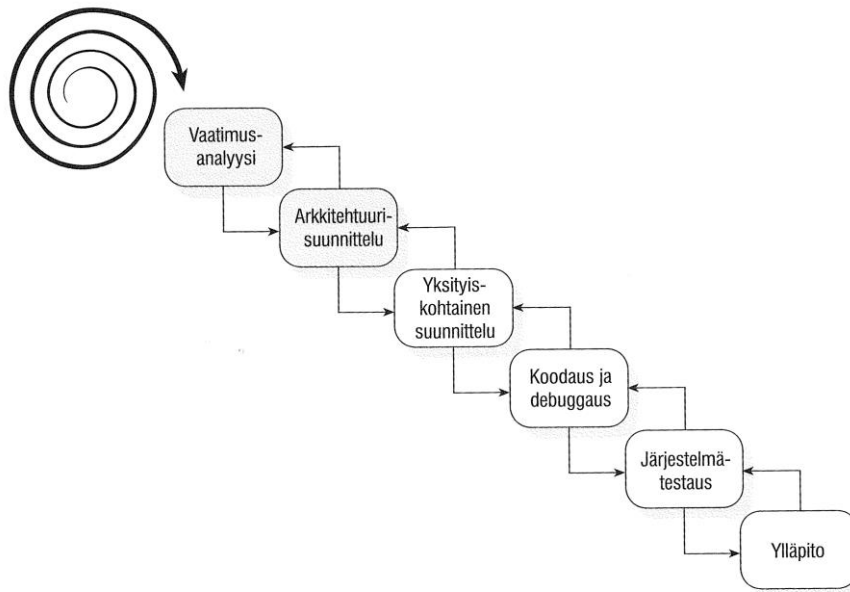 Vaatimus-
analyysi
Arkkitehtuuri-
suunnittelu
Yksityis-
kohtainen
suunnittelu
Koodaus ja
debuggaus
Järjestelmä-
testaus
Ylläpito